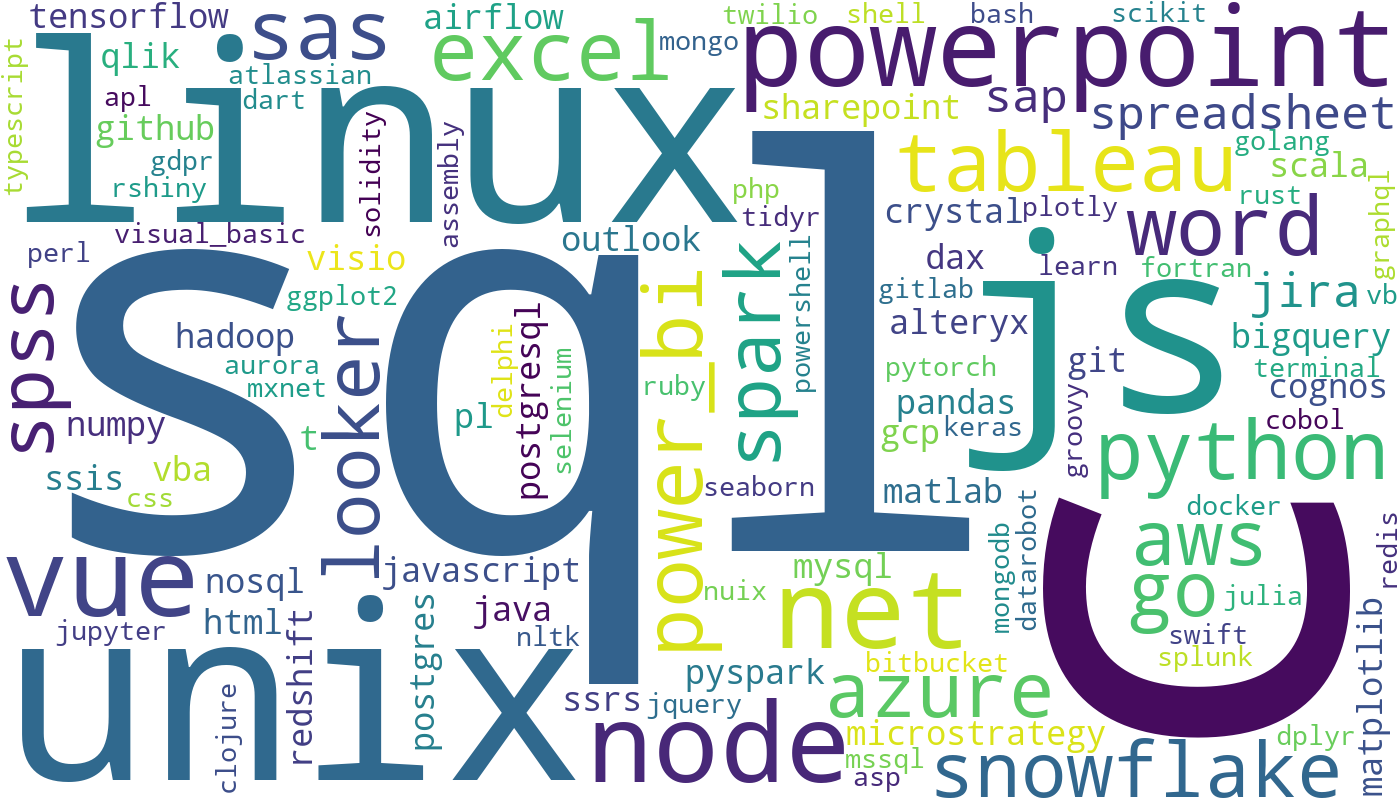 tensorflow
sas
airflow
excel
twilio
shell
bash
scikit
mongo
powerpoint
typescript
qlik
linux
atlassian
apl
dart
github
gdpr
rshiny
solidity
assembly
sharepoint
sap
spreadsheet
tableau
golang
scala
php
tidyr
crystal
plotly
rust
word
graphql
visual_basic
outlook
perl
visio
ggplot2
spark
powershell
dax
learn
fortran
gitlab
js
jira
vb
spss
sql
hadoop
looker
aurora
mxnet
delphi
postgresql
selenium
power_bi
ruby
alteryx
bigquery
pytorch
git
terminal
cognos
numpy
t
pl
pandas
gcp
keras
groovy
cobol
python
ssis
vba
css
seaborn
matlab
docker
vue
nosql
javascript
mysql
mongodb
datarobot
c
aws
redis
jupyter
html
redshift
java
nltk
nuix
net
go
julia
swift
splunk
postgres
unix
clojure
pyspark
bitbucket
azure
ssrs
jquery
node
microstrategy
mssql
asp
snowflake
dplyr
matplotlib